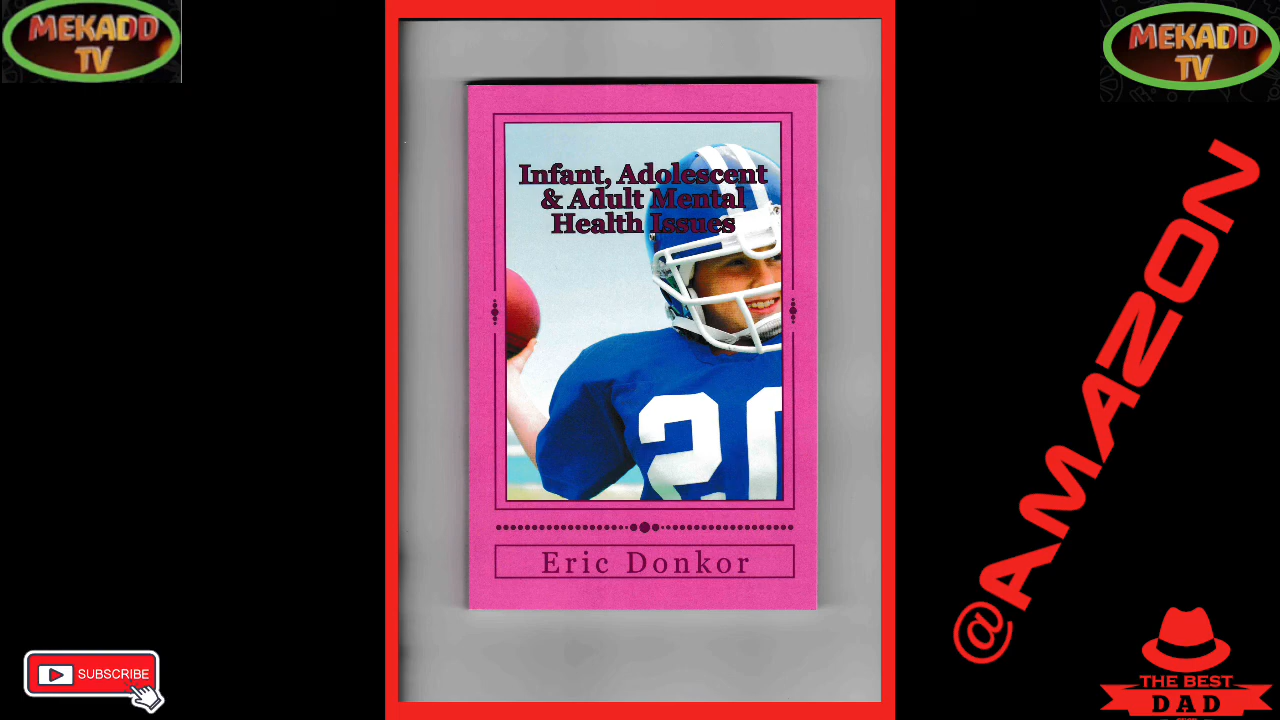 MEKADD
TV
MEKADD
TV
Infant, Adolescent
& Adult Mental
Health Issues
20
Eric Donkor
@AMAZON
SUBSCRIBE
THE BEST
DAD